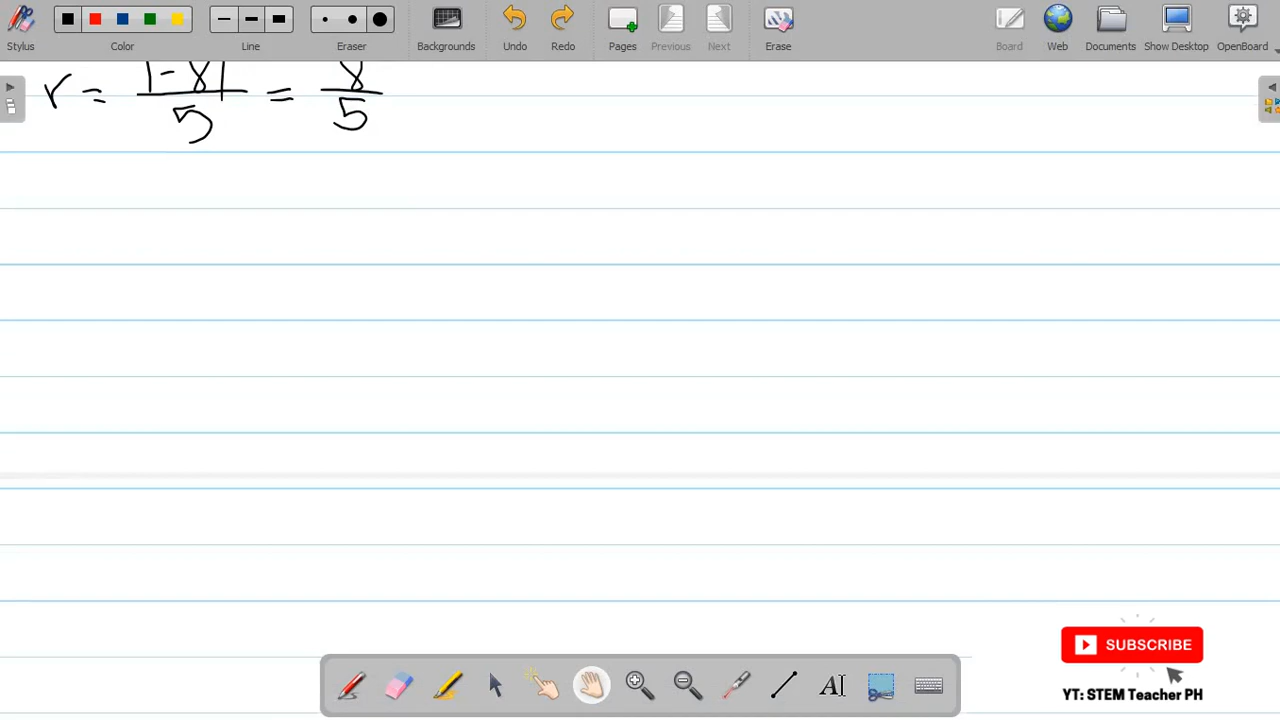 Stylus Color Line Eraser Backgrounds Undo Redo Pages Previous Next Erase Board Web Documents Show Desktop OpenBoard
r = |-8| / 5 = 8 / 5
AI
SUBSCRIBE
YT: STEM Teacher PH